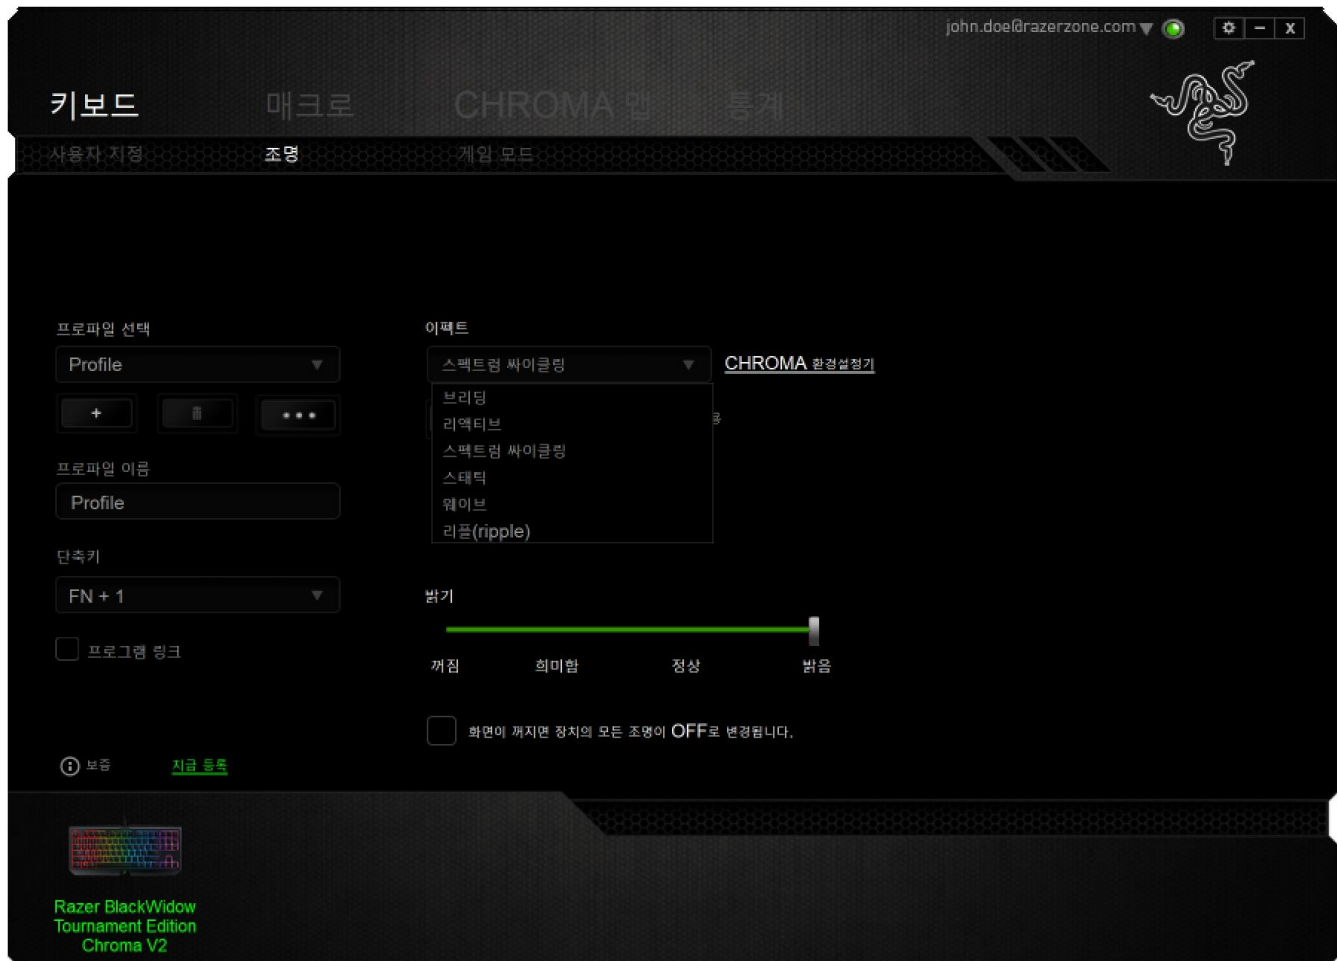 john.doe@razerzone.com
키보드 매크로 CHROMA 앱 통계
사용자 지정 조명 게임 모드
프로파일 선택
Profile
프로파일 이름
Profile
단축키
FN + 1
프로그램 링크
이펙트
스펙트럼 싸이클링
CHROMA 환경설정기
브리딩
리액티브
스펙트럼 싸이클링
스태틱
웨이브
리플(ripple)
밝기
꺼짐 희미함 정상 밝음
화면이 꺼지면 장치의 모든 조명이 OFF로 변경됩니다.
보증 지금 등록
Razer BlackWidow
Tournament Edition
Chroma V2